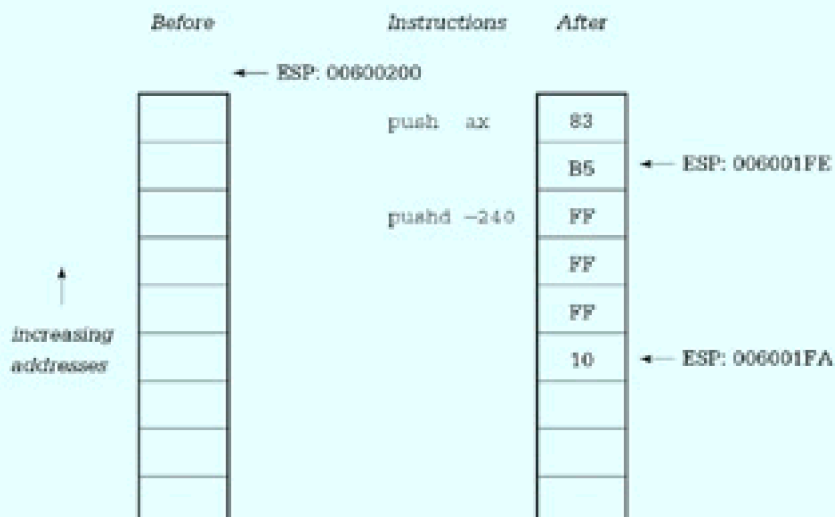 Before Instructions After
ESP: 00600200
push ax 83
B5 ESP: 006001FE
pushd −240 FF
FF
FF
increasing
addresses
10 ESP: 006001FA